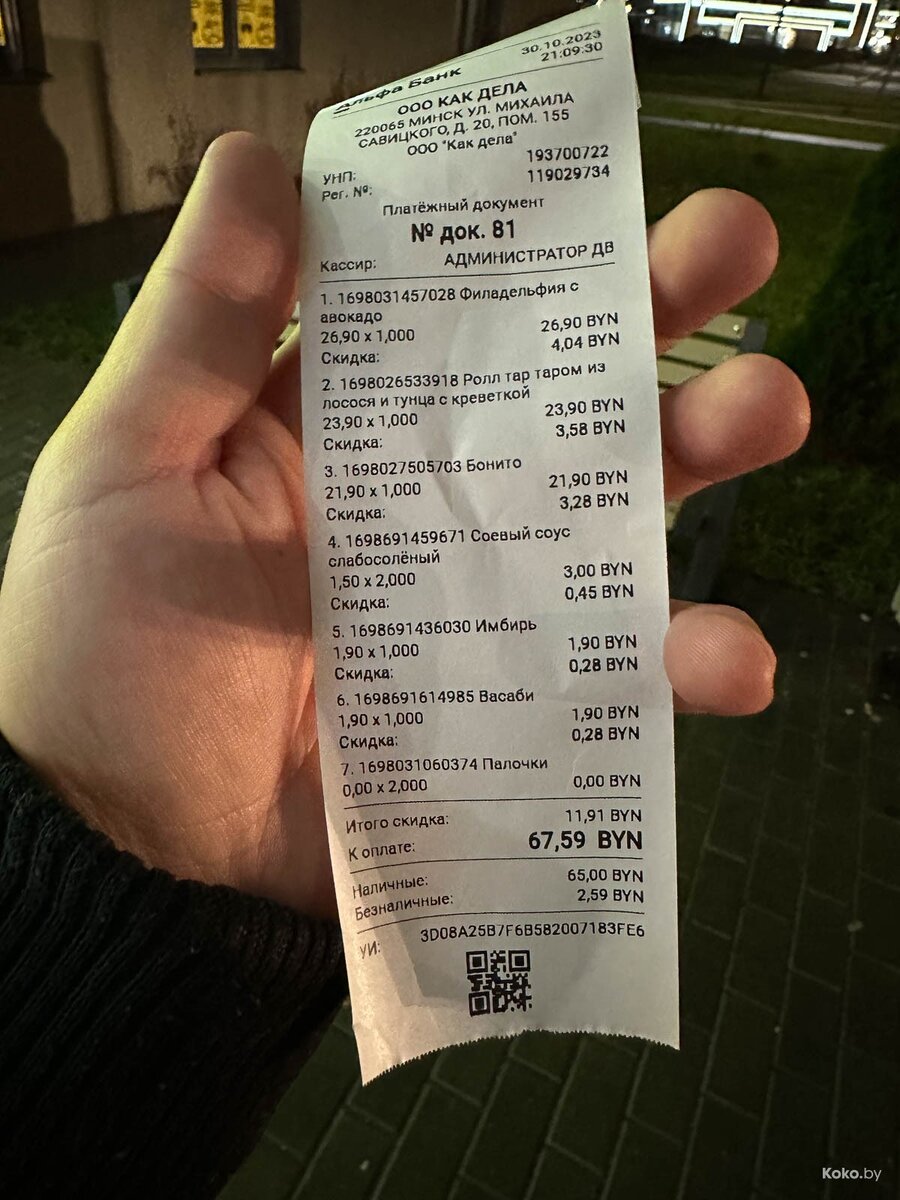 Альфа Банк
30.10.2023
21:09:30
ООО КАК ДЕЛА
220065 МИНСК УЛ. МИХАИЛА
САВИЦКОГО, Д. 20, ПОМ. 155
ООО "Как дела"
УНП: 193700722
Рег. №: 119029734
Платёжный документ
№ док. 81
Кассир: АДМИНИСТРАТОР ДВ
1. 1698031457028 Филадельфия с
авокадо
26,90 x 1,000 26,90 BYN
Скидка: 4,04 BYN
2. 1698026533918 Ролл тар таром из
лосося и тунца с креветкой
23,90 x 1,000 23,90 BYN
Скидка: 3,58 BYN
3. 1698027505703 Бонито
21,90 x 1,000 21,90 BYN
Скидка: 3,28 BYN
4. 1698691459671 Соевый соус
слабосолёный
1,50 x 2,000 3,00 BYN
Скидка: 0,45 BYN
5. 1698691436030 Имбирь
1,90 x 1,000 1,90 BYN
Скидка: 0,28 BYN
6. 1698691614985 Васаби
1,90 x 1,000 1,90 BYN
Скидка: 0,28 BYN
7. 1698031060374 Палочки
0,00 x 2,000 0,00 BYN
Итого скидка: 11,91 BYN
К оплате: 67,59 BYN
Наличные: 65,00 BYN
Безналичные: 2,59 BYN
УИ: 3D08A25B7F6B582007183FE6
Koko.by